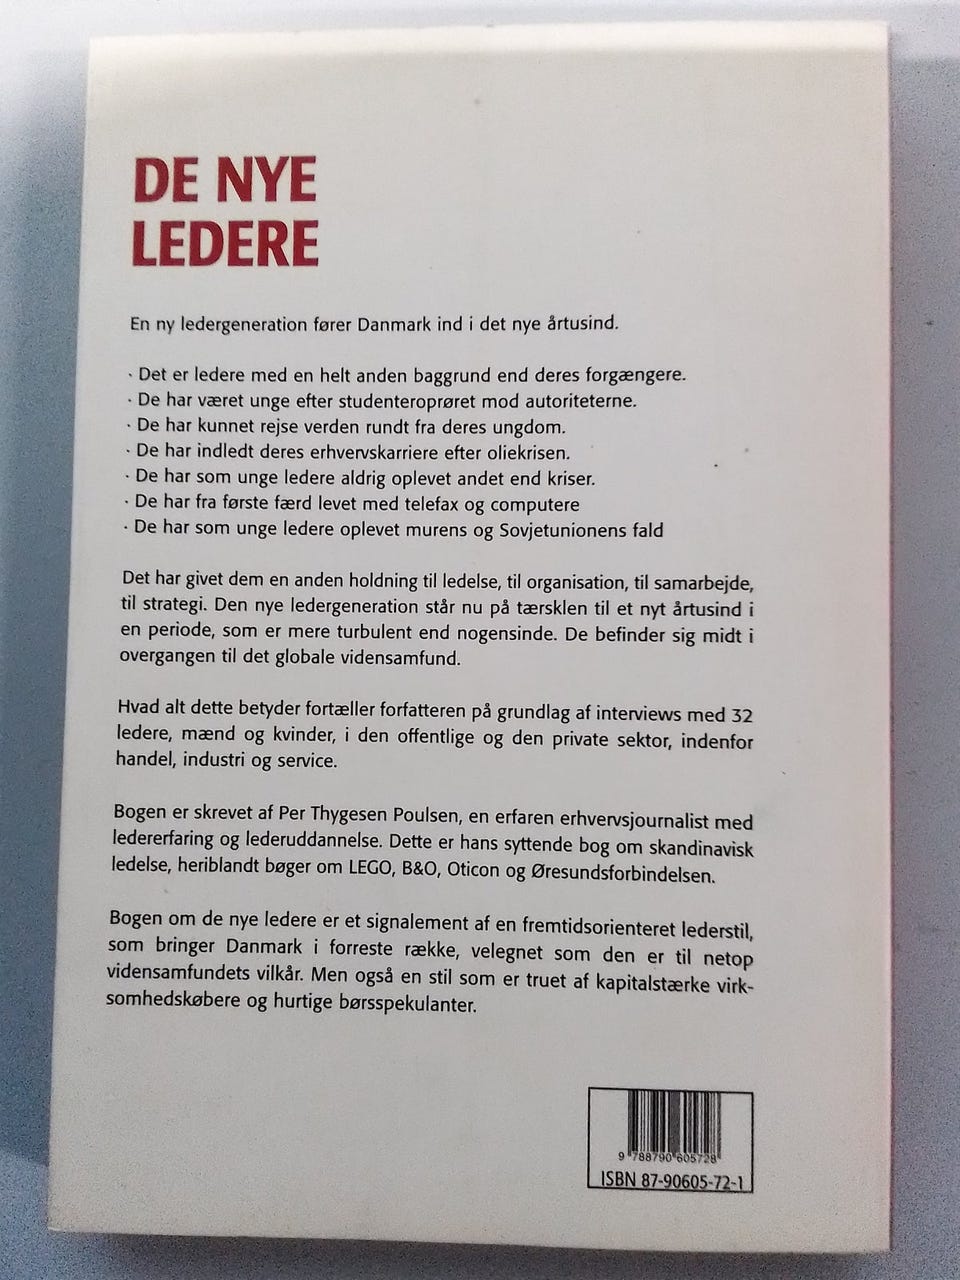 DE NYE
LEDERE
En ny ledergeneration fører Danmark ind i det nye årtusind.
· Det er ledere med en helt anden baggrund end deres forgængere.
· De har været unge efter studenteroprøret mod autoriteterne.
· De har kunnet rejse verden rundt fra deres ungdom.
· De har indledt deres erhvervskarriere efter oliekrisen.
· De har som unge ledere aldrig oplevet andet end kriser.
· De har fra første færd levet med telefax og computere
· De har som unge ledere oplevet murens og Sovjetunionens fald
Det har givet dem en anden holdning til ledelse, til organisation, til samarbejde,
til strategi. Den nye ledergeneration står nu på tærsklen til et nyt årtusind i
en periode, som er mere turbulent end nogensinde. De befinder sig midt i
overgangen til det globale vidensamfund.
Hvad alt dette betyder fortæller forfatteren på grundlag af interviews med 32
ledere, mænd og kvinder, i den offentlige og den private sektor, indenfor
handel, industri og service.
Bogen er skrevet af Per Thygesen Poulsen, en erfaren erhvervsjournalist med
ledererfaring og lederuddannelse. Dette er hans syttende bog om skandinavisk
ledelse, heriblandt bøger om LEGO, B&O, Oticon og Øresundsforbindelsen.
Bogen om de nye ledere er et signalement af en fremtidsorienteret lederstil,
som bringer Danmark i forreste række, velegnet som den er til netop
vidensamfundets vilkår. Men også en stil som er truet af kapitalstærke virk-
somhedskøbere og hurtige børsspekulanter.
9 788790 605728
ISBN 87-90605-72-1